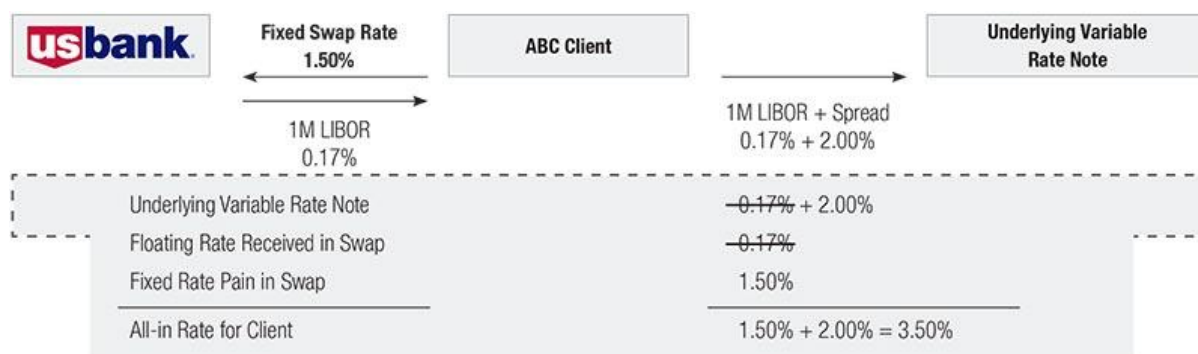 usbank
Fixed Swap Rate
1.50%
ABC Client
Underlying Variable
Rate Note
1M LIBOR
0.17%
1M LIBOR + Spread
0.17% + 2.00%
Underlying Variable Rate Note 0.17% + 2.00%
Floating Rate Received in Swap 0.17%
Fixed Rate Pain in Swap 1.50%
All-in Rate for Client 1.50% + 2.00% = 3.50%